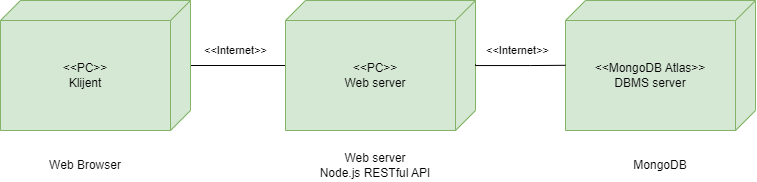 <<PC>>
Klijent
<<Internet>>
<<PC>>
Web server
<<Internet>>
<<MongoDB Atlas>>
DBMS server
Web Browser
Web server
Node.js RESTful API
MongoDB